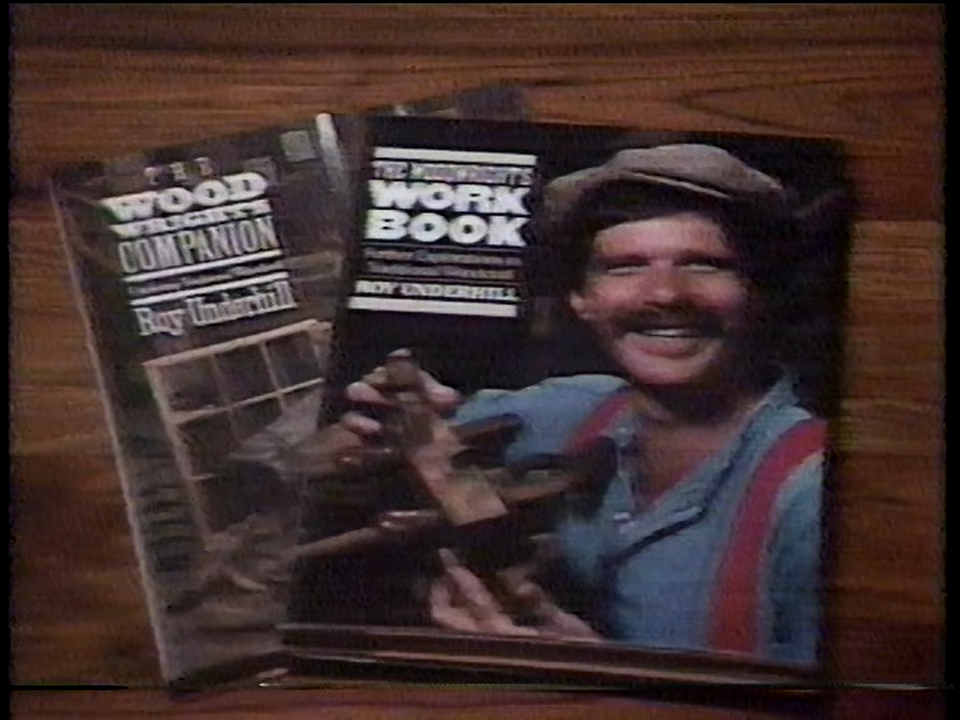 THE
WOOD
WRIGHT'S
COMPANION
Roy Underhill
THE WOODWRIGHT'S
WORK
BOOK
ROY UNDERHILL